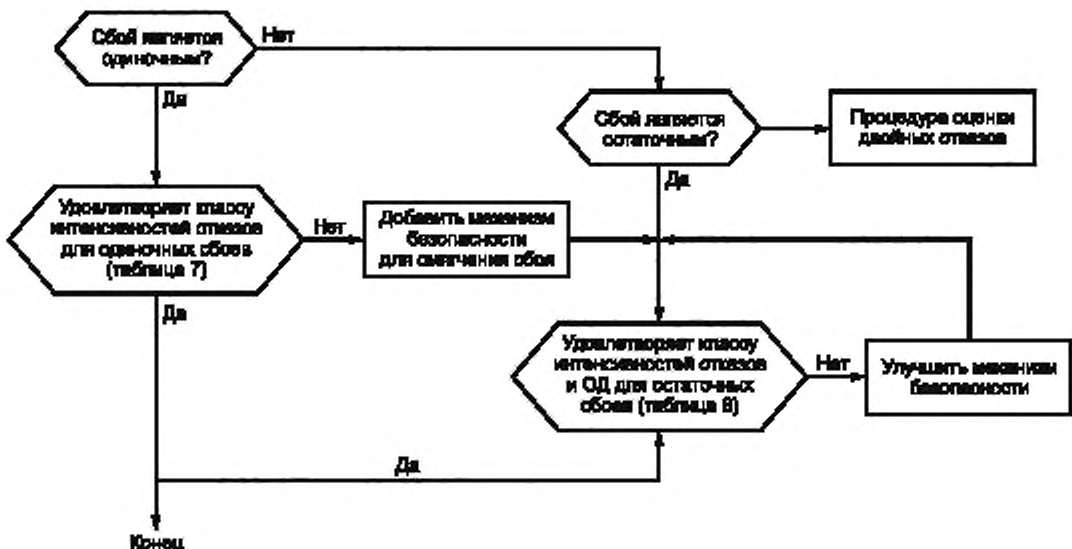 Сбой является
одиночным?
Нет
Да
Сбой является
остаточным?
Процедура оценки
двойных отказов
Да
Удовлетворяет классу
интенсивностей отказов
для одиночных сбоев
(таблица 7)
Нет
Добавить механизм
безопасности
для смягчения сбоя
Да
Удовлетворяет классу
интенсивностей отказов
и ОД для остаточных
сбоев (таблица 8)
Нет
Улучшить механизм
безопасности
Да
Конец